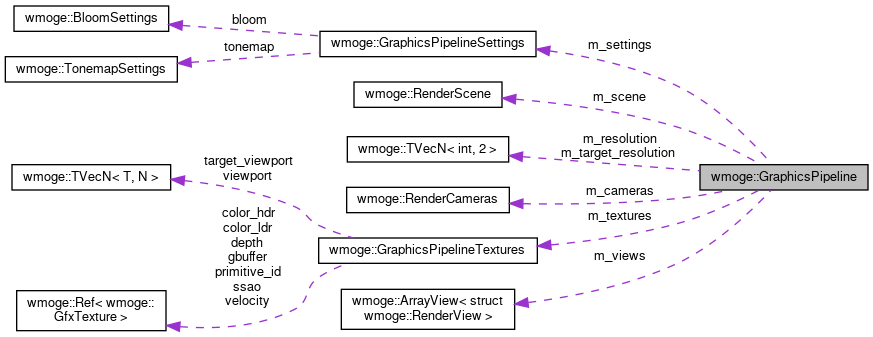 wmoge::BloomSettings
bloom
tonemap
wmoge::TonemapSettings
wmoge::GraphicsPipelineSettings
m_settings
wmoge::RenderScene
m_scene
wmoge::TVecN< int, 2 >
m_resolution
m_target_resolution
wmoge::GraphicsPipeline
wmoge::TVecN< T, N >
target_viewport
viewport
wmoge::RenderCameras
m_cameras
m_textures
color_hdr
color_ldr
depth
gbuffer
primitive_id
ssao
velocity
wmoge::GraphicsPipelineTextures
m_views
wmoge::Ref< wmoge::
GfxTexture >
wmoge::ArrayView< struct
wmoge::RenderView >